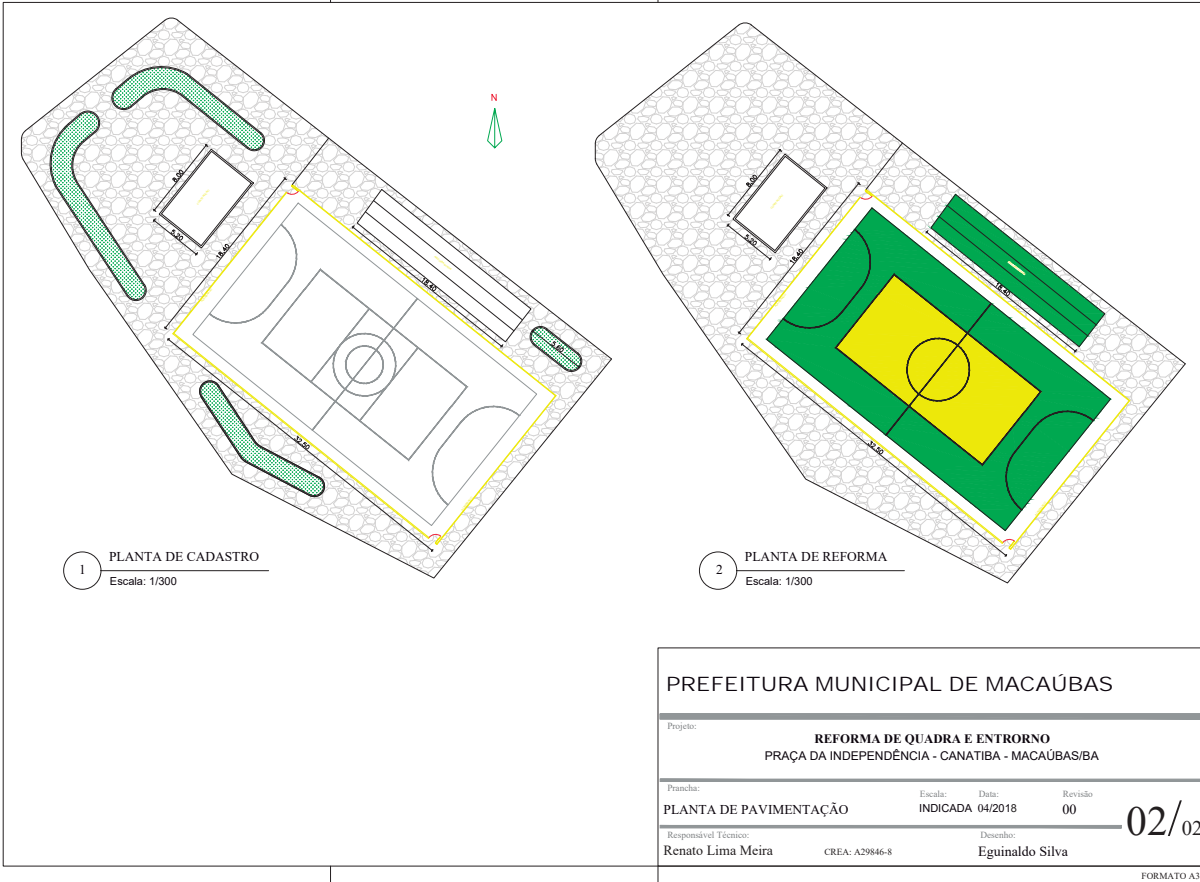 N
8.00
5.20
18.40
18.40
5.60
32.50
1
PLANTA DE CADASTRO
Escala: 1/300
8.00
5.20
18.40
18.40
32.50
2
PLANTA DE REFORMA
Escala: 1/300
PREFEITURA MUNICIPAL DE MACAÚBAS
Projeto:
REFORMA DE QUADRA E ENTRORNO
PRAÇA DA INDEPENDÊNCIA - CANATIBA - MACAÚBAS/BA
Prancha:
PLANTA DE PAVIMENTAÇÃO
Escala:
INDICADA
Data:
04/2018
Revisão
00
02/02
Responsável Técnico:
Renato Lima Meira
CREA: A29846-8
Desenho:
Eguinaldo Silva
FORMATO A3